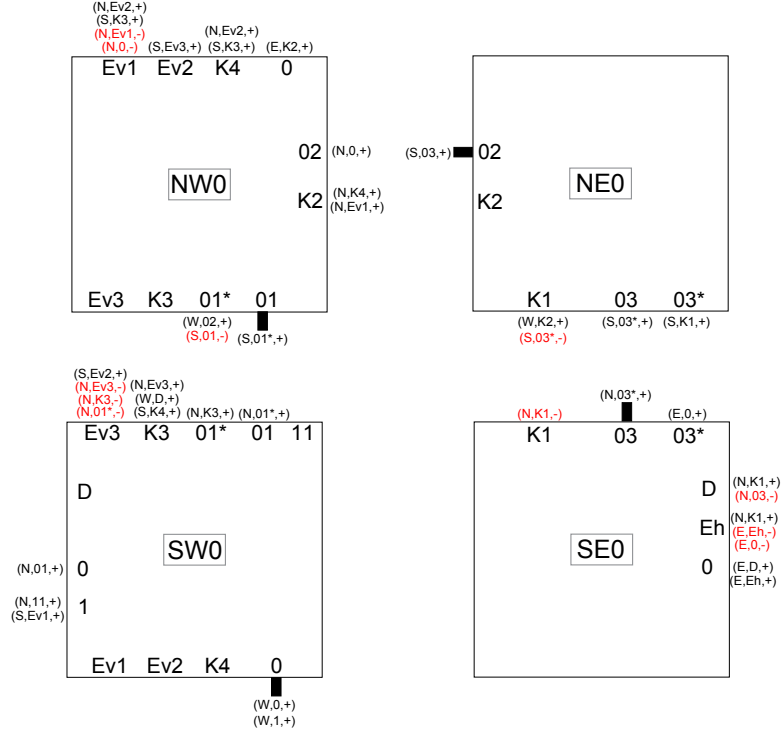 (N,Ev2,+)
(S,K3,+)
(N,Ev1,-)
(N,0,-)
(S,Ev3,+)
(N,Ev2,+)
(S,K3,+)
(E,K2,+)
Ev1 Ev2 K4 0
02 (N,0,+)
NW0
K2 (N,K4,+)
(N,Ev1,+)
Ev3 K3 01* 01
(W,02,+)
(S,01,-)
(S,01*,+)
(S,03,+) 02
NE0
K2
K1 03 03*
(W,K2,+)
(S,03*,-)
(S,03*,+)
(S,K1,+)
(S,Ev2,+)
(N,Ev3,-)
(N,K3,-)
(N,01*,-)
(N,Ev3,+)
(W,D,+)
(S,K4,+)
(N,K3,+)
(N,01*,+)
Ev3 K3 01* 01 11
D
SW0
(N,01,+) 0
(N,11,+)
(S,Ev1,+)
1
Ev1 Ev2 K4 0
(W,0,+)
(W,1,+)
(N,K1,-)
(N,03*,+)
(E,0,+)
K1 03 03*
D (N,K1,+)
(N,03,-)
Eh (N,K1,+)
(E,Eh,-)
(E,0,-)
SE0
0 (E,D,+)
(E,Eh,+)